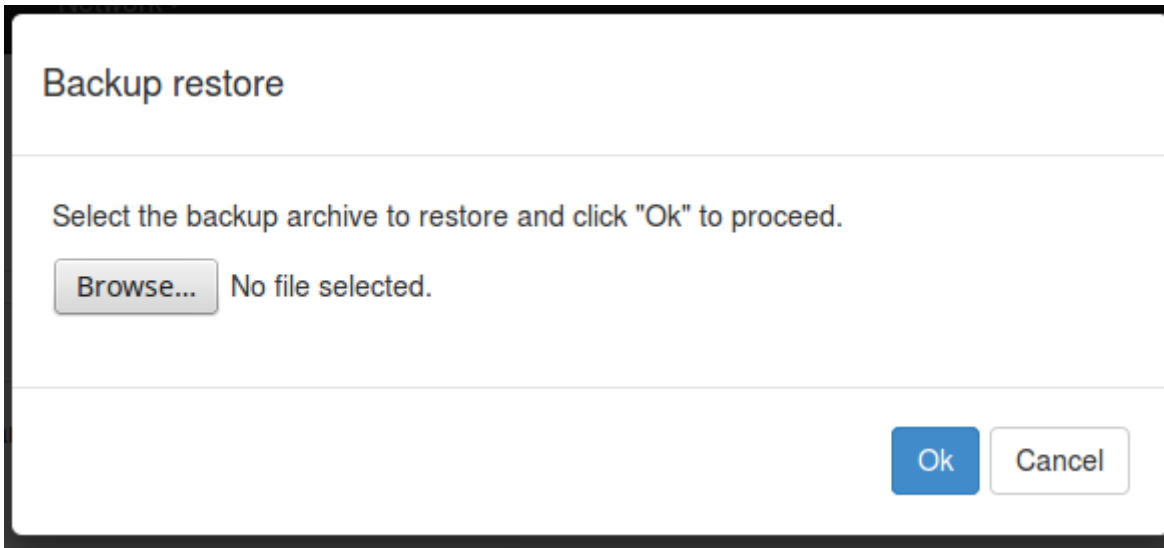 Network
Backup restore
Select the backup archive to restore and click "Ok" to proceed.
Browse... No file selected.
Ok Cancel